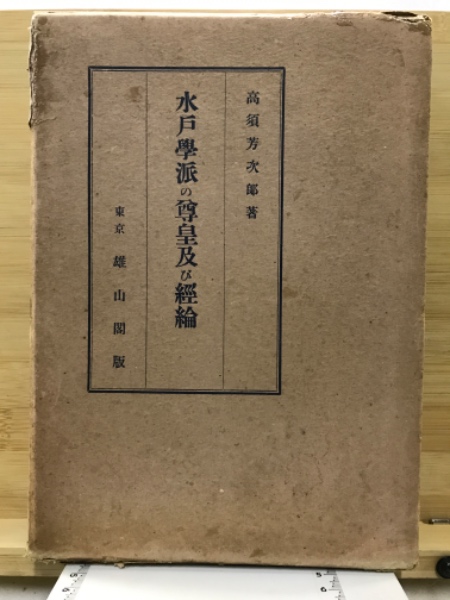 高須芳次郎著
水戸學派の尊皇及び經綸
東京 雄山閣版